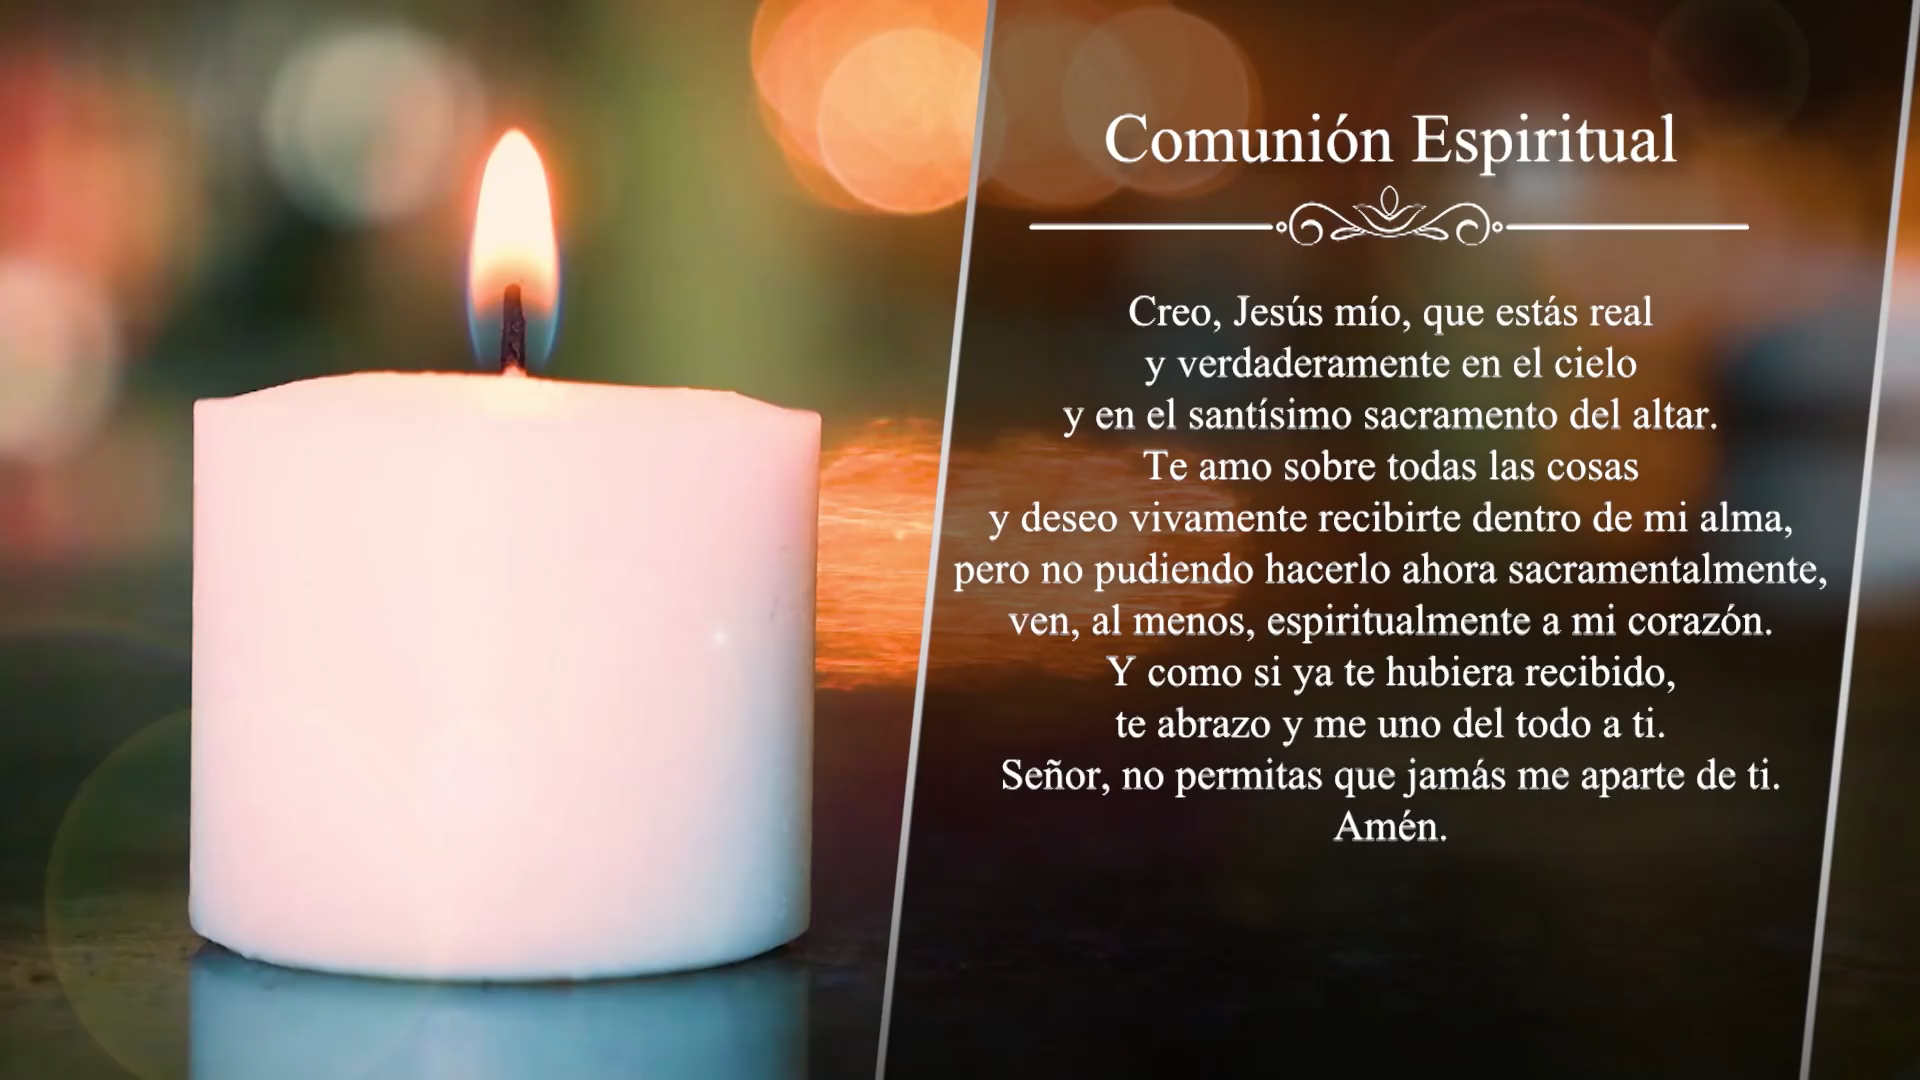 Comunión Espiritual
Creo, Jesús mío, que estás real
y verdaderamente en el cielo
y en el santísimo sacramento del altar.
Te amo sobre todas las cosas
y deseo vivamente recibirte dentro de mi alma,
pero no pudiendo hacerlo ahora sacramentalmente,
ven, al menos, espiritualmente a mi corazón.
Y como si ya te hubiera recibido,
te abrazo y me uno del todo a ti.
Señor, no permitas que jamás me aparte de ti.
Amén.